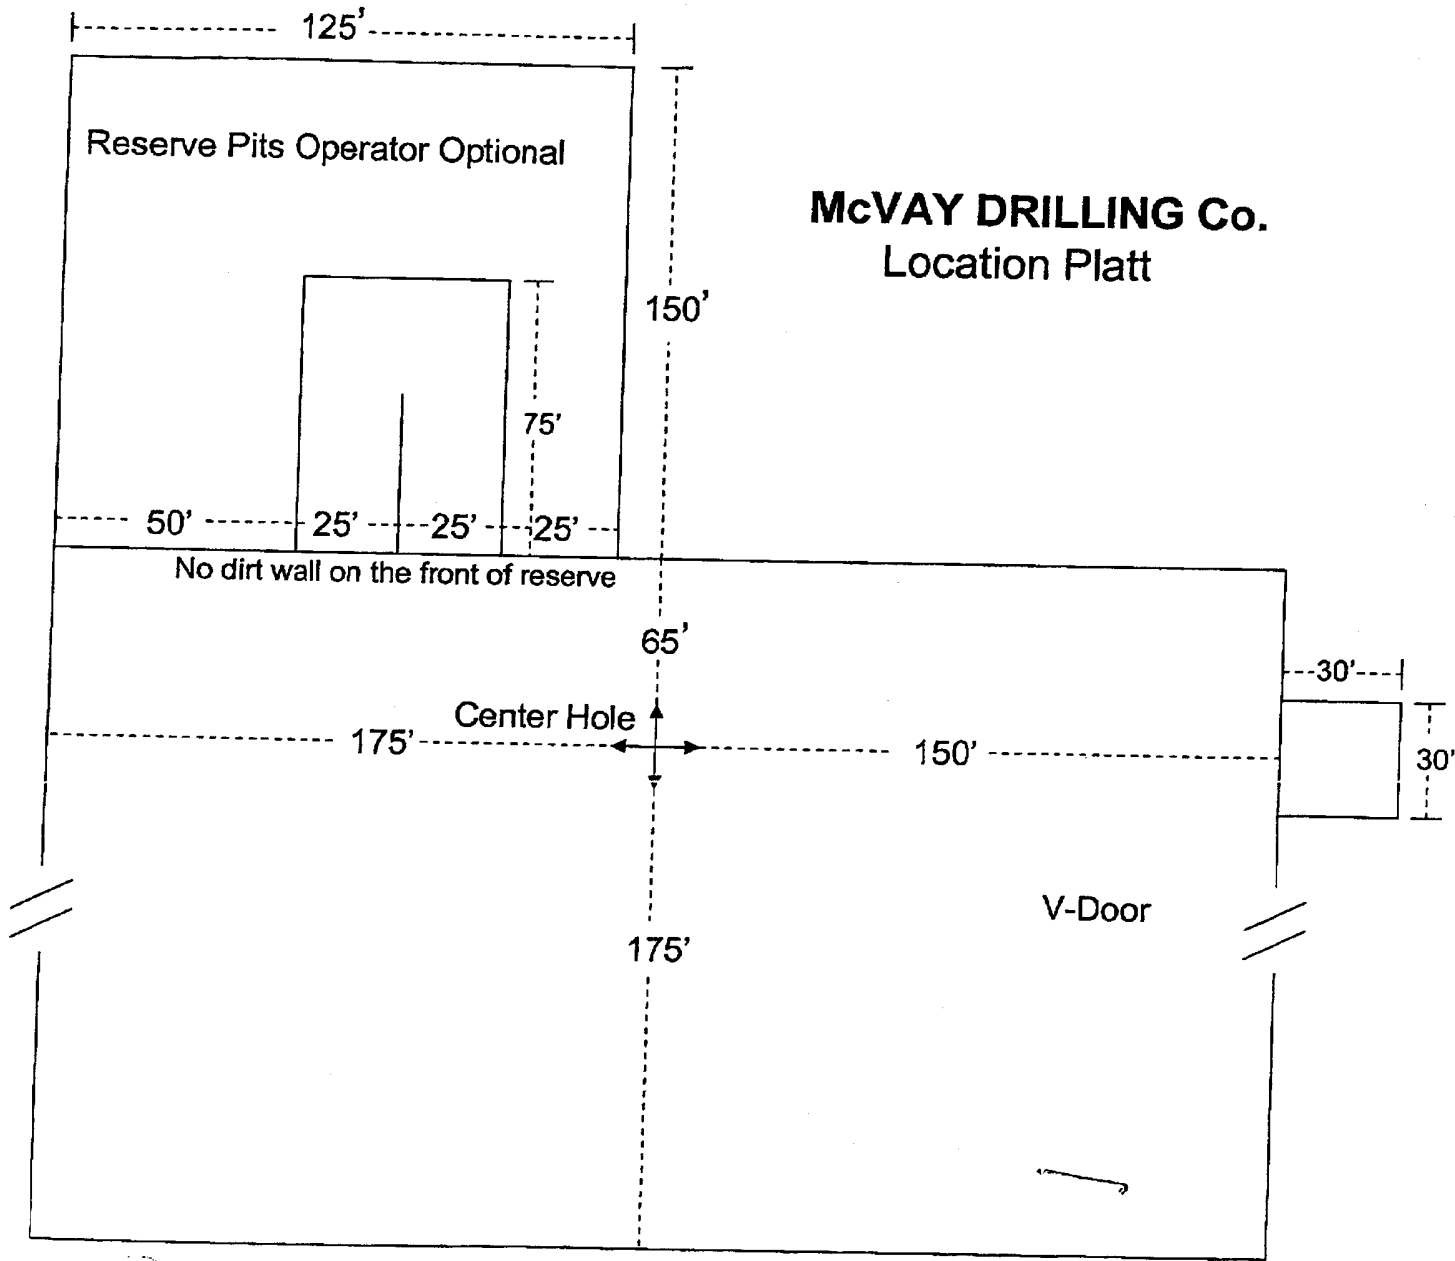 125'
Reserve Pits Operator Optional
McVAY DRILLING Co.
Location Platt
150'
75'
50' 25' 25' 25'
No dirt wall on the front of reserve
65'
30'
Center Hole
175' 150' 30'
V-Door
175'